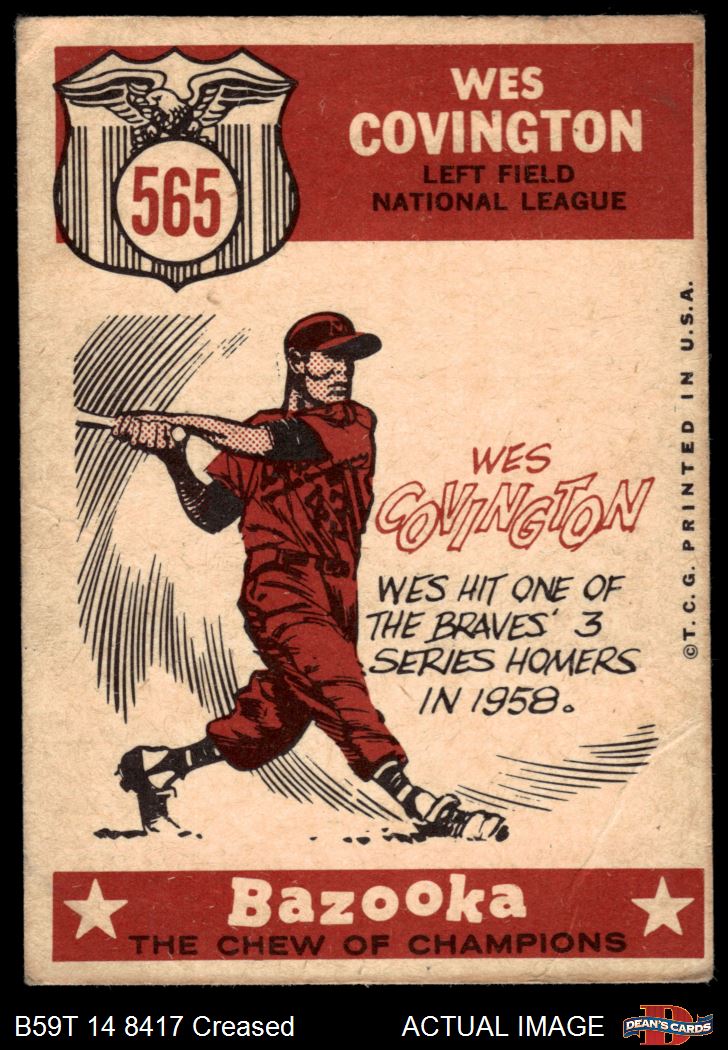 WES
COVINGTON
LEFT FIELD
NATIONAL LEAGUE
565
©T.C.G. PRINTED IN U.S.A.
WES
COVINGTON
WES HIT ONE OF
THE BRAVES' 3
SERIES HOMERS
IN 1958.
Bazooka
THE CHEW OF CHAMPIONS
B59T 14 8417 Creased
ACTUAL IMAGE
D
DEAN'S CARDS